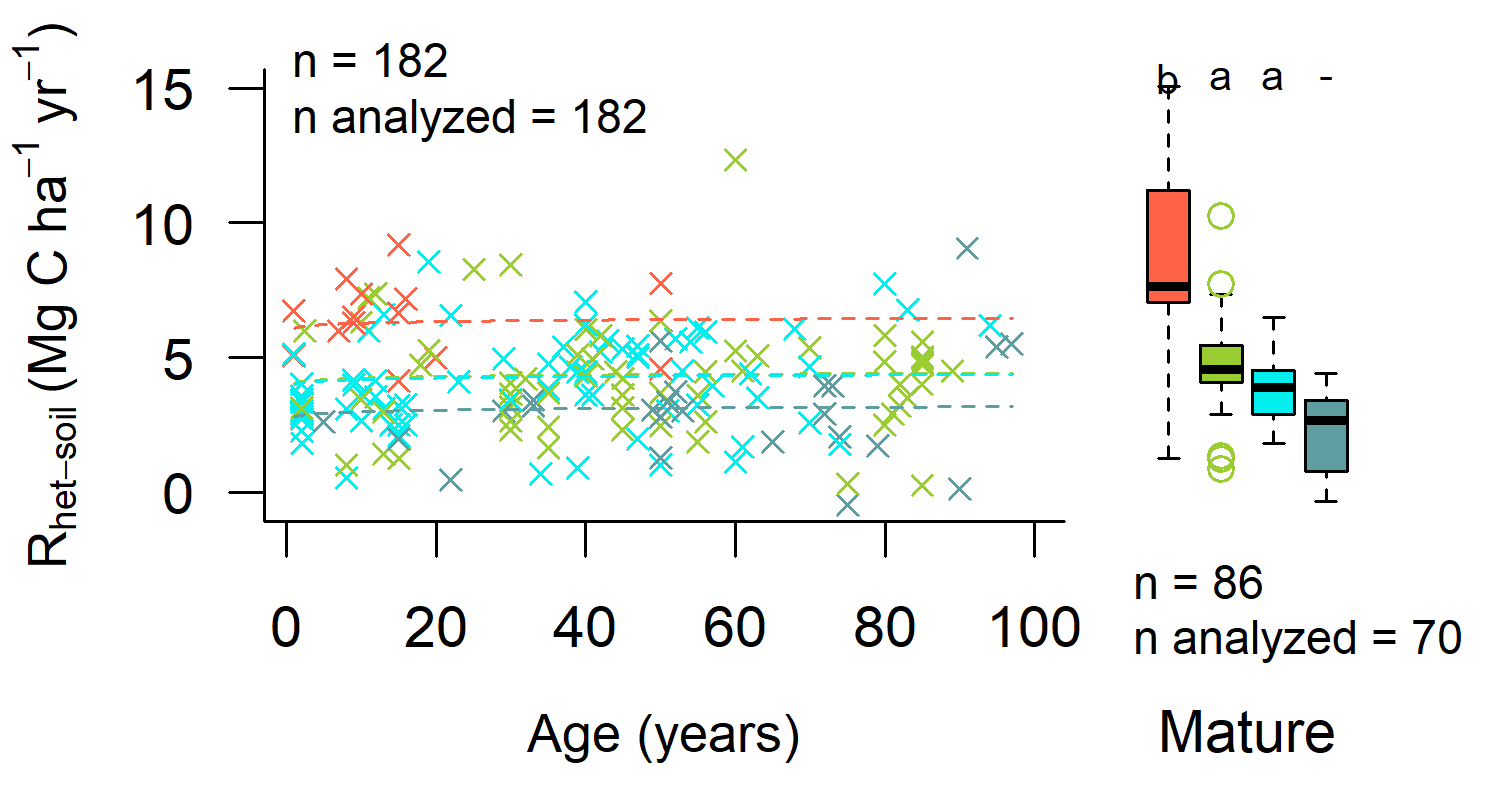 n = 182
n analyzed = 182
b a a -
15
10
5
0
R_het−soil (Mg C ha⁻¹ yr⁻¹)
0 20 40 60 80 100
Age (years)
n = 86
n analyzed = 70
Mature